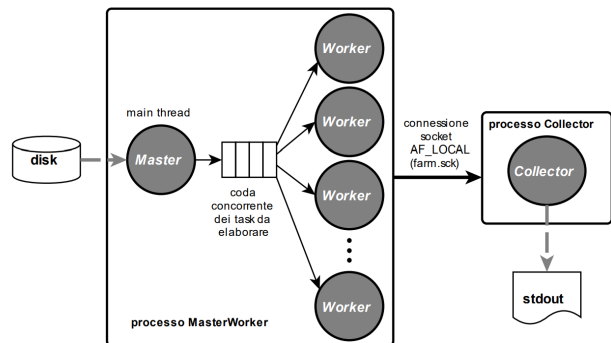 disk
main thread
Master
coda
concorrente
dei task da
elaborare
Worker
Worker
Worker
Worker
processo MasterWorker
connessione
socket
AF_LOCAL
(farm.sck)
processo Collector
Collector
stdout